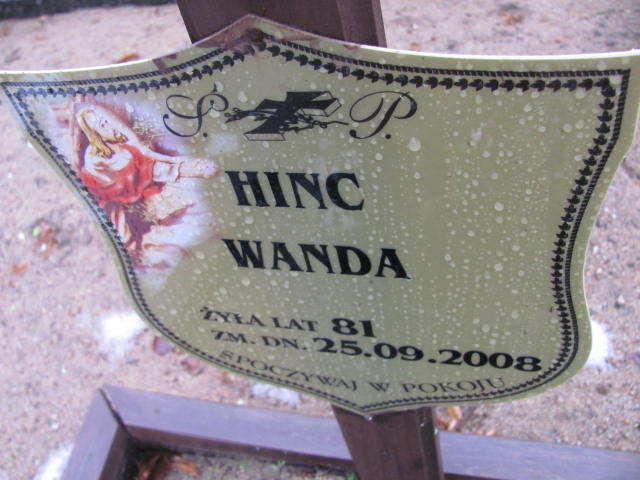 Ś. P.
HINC
WANDA
ŻYŁA LAT 81
ZM. DN. 25.09.2008
SPOCZYWAJ W POKOJU